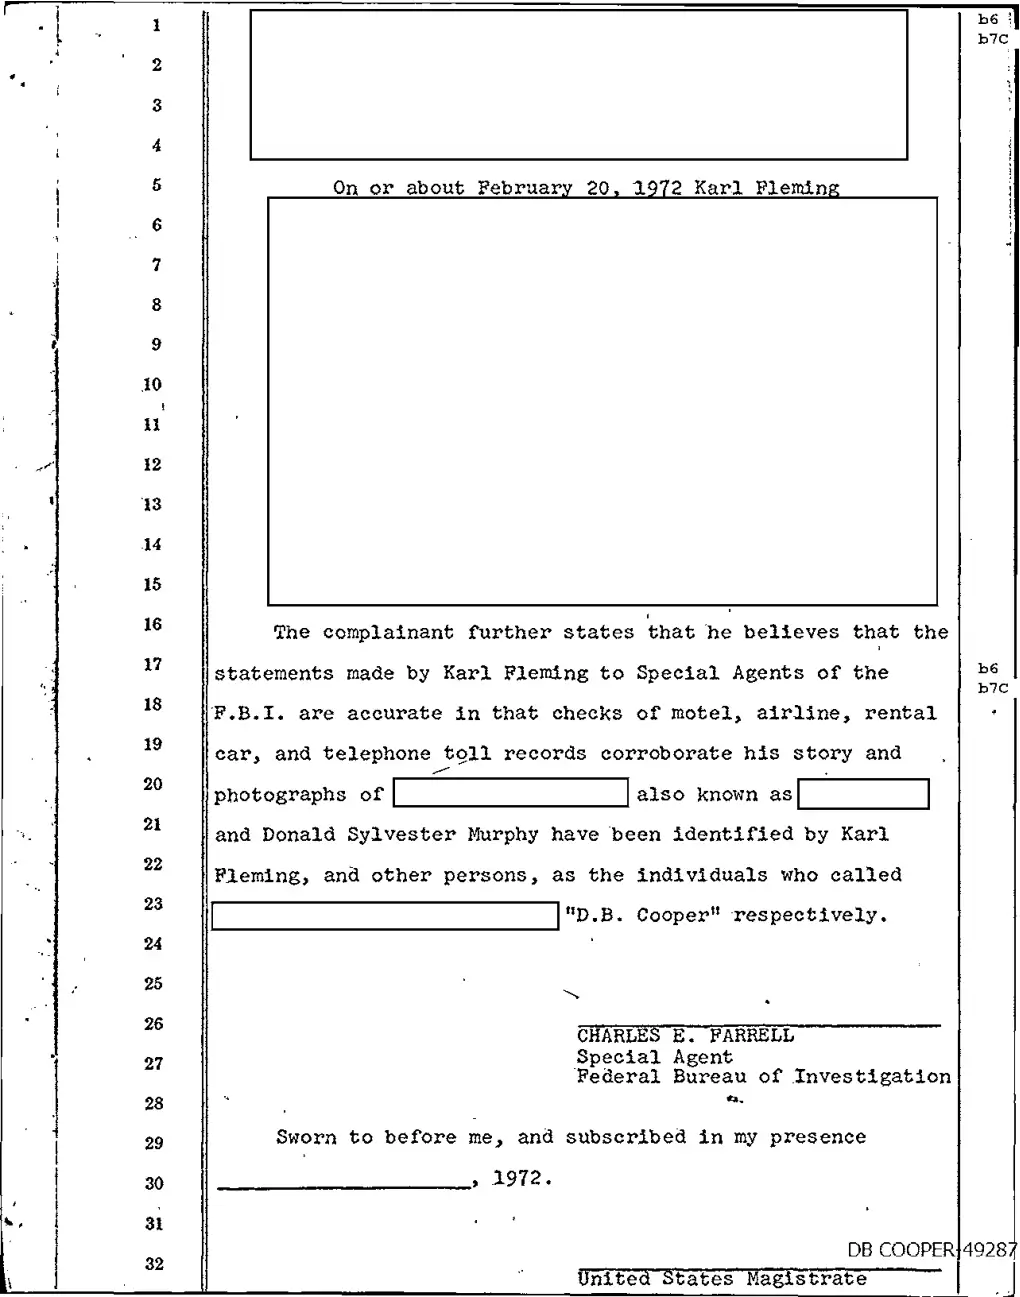 b6
b7C
1
2
3
4
5 On or about February 20, 1972 Karl Fleming
6
7
8
9
10
11
12
13
14
15
16 The complainant further states that he believes that the
17 statements made by Karl Fleming to Special Agents of the
b6
b7C
18 F.B.I. are accurate in that checks of motel, airline, rental
19 car, and telephone toll records corroborate his story and
20 photographs of also known as
21 and Donald Sylvester Murphy have been identified by Karl
22 Fleming, and other persons, as the individuals who called
23 "D.B. Cooper" respectively.
24
25
26 CHARLES E. FARRELL
27 Special Agent
Federal Bureau of Investigation
28
29 Sworn to before me, and subscribed in my presence
30 , 1972.
31
DB COOPER-49287
32 United States Magistrate